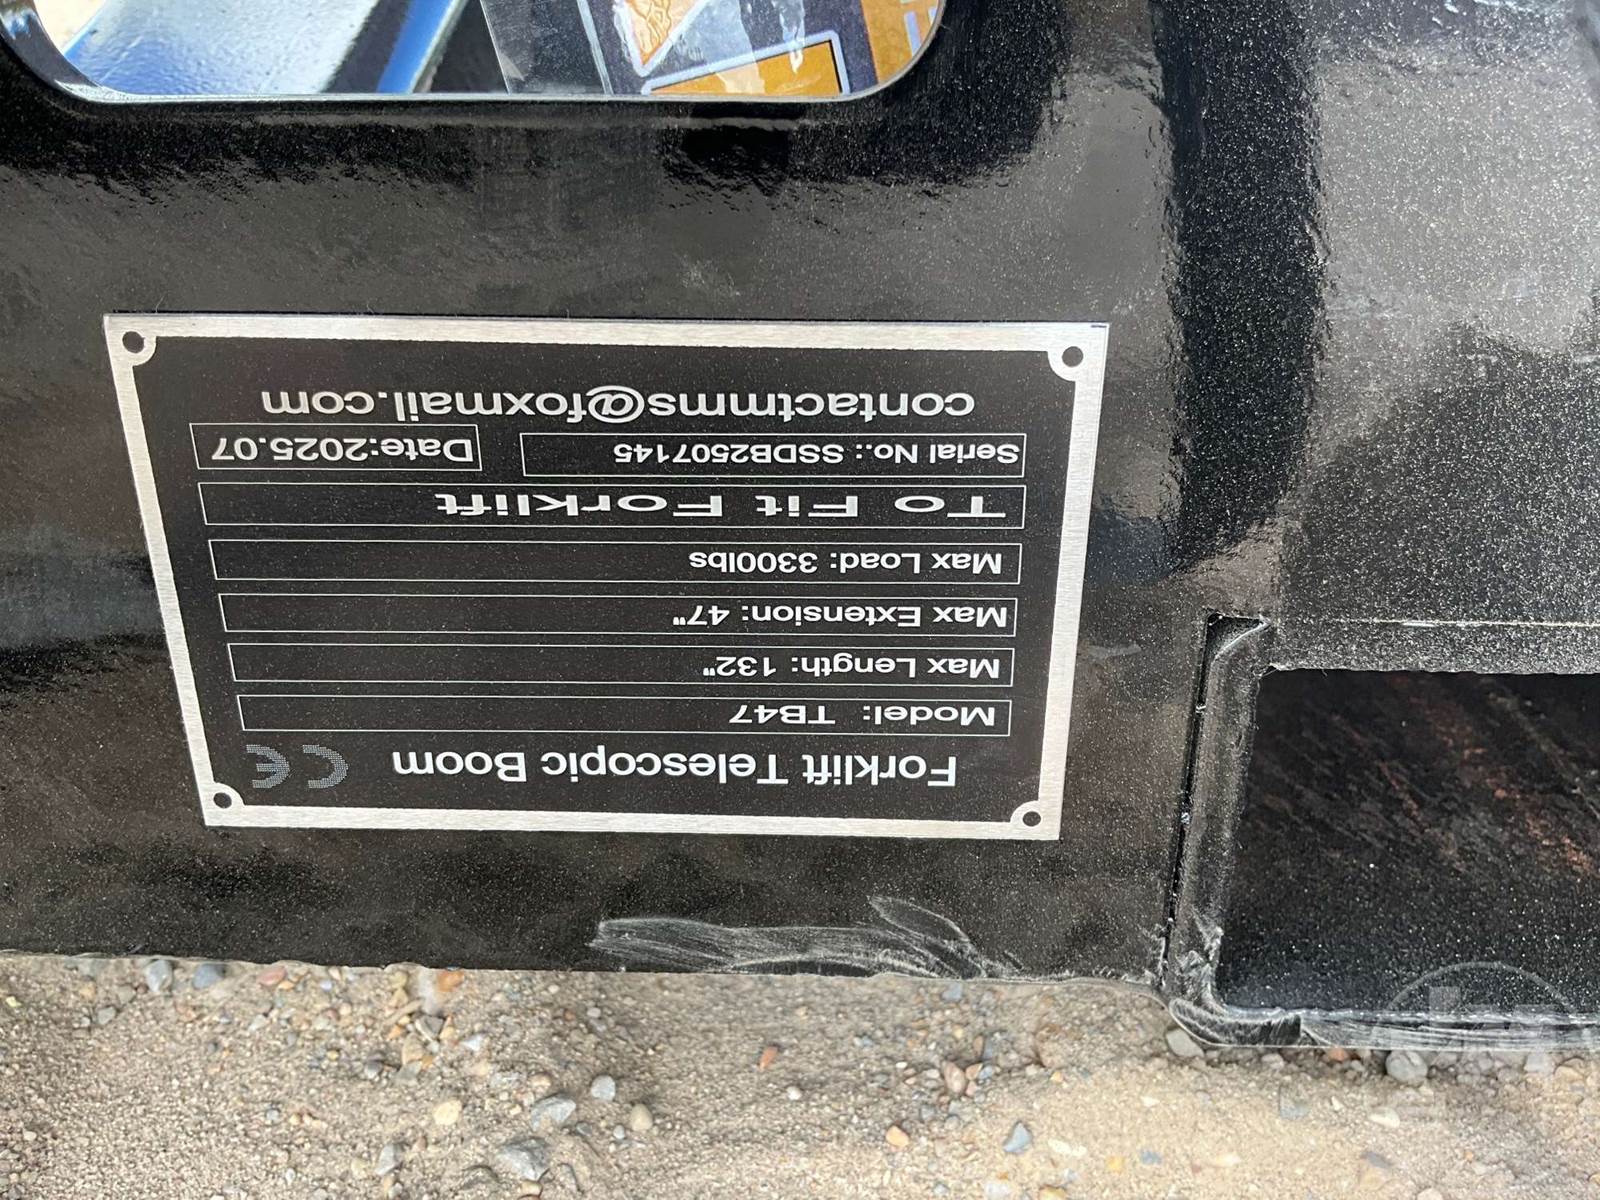 Forklift Telescopic Boom CE
Model: TB47
Max Length: 132"
Max Extension: 47"
Max Load: 3300lbs
To Fit Forklift
Serial No.: SSDB2507145 Date:2025.07
contactmms@foxmail.com